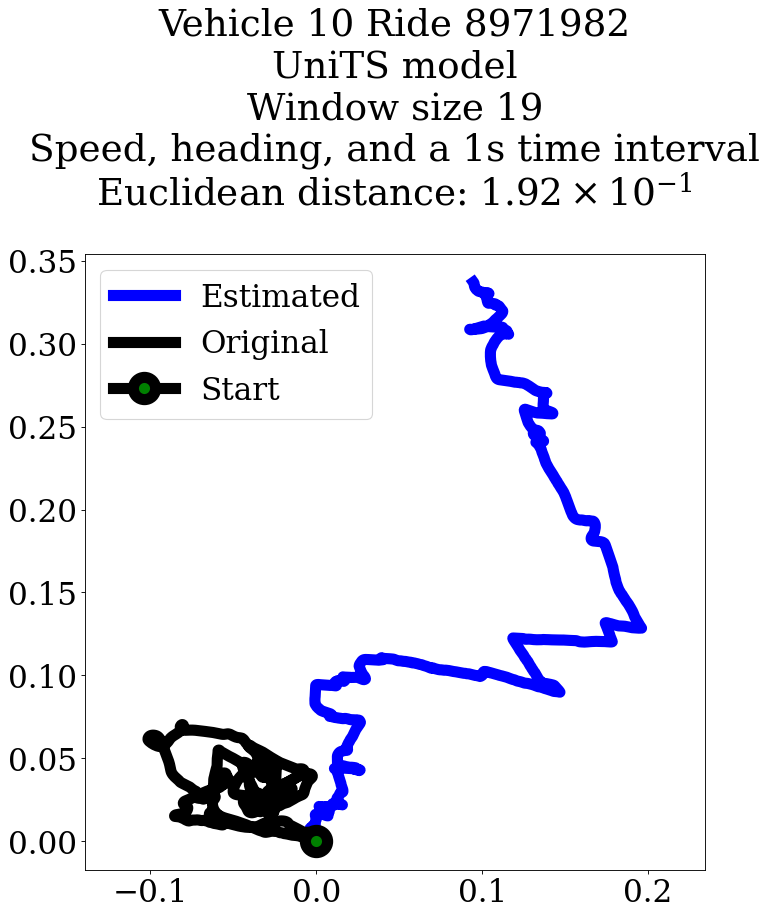 Vehicle 10 Ride 8971982
UniTS model
Window size 19
Speed, heading, and a 1s time interval
Euclidean distance: 1.92 × 10⁻¹
0.35
0.30
0.25
0.20
0.15
0.10
0.05
0.00
Estimated
Original
Start
−0.1
0.0
0.1
0.2